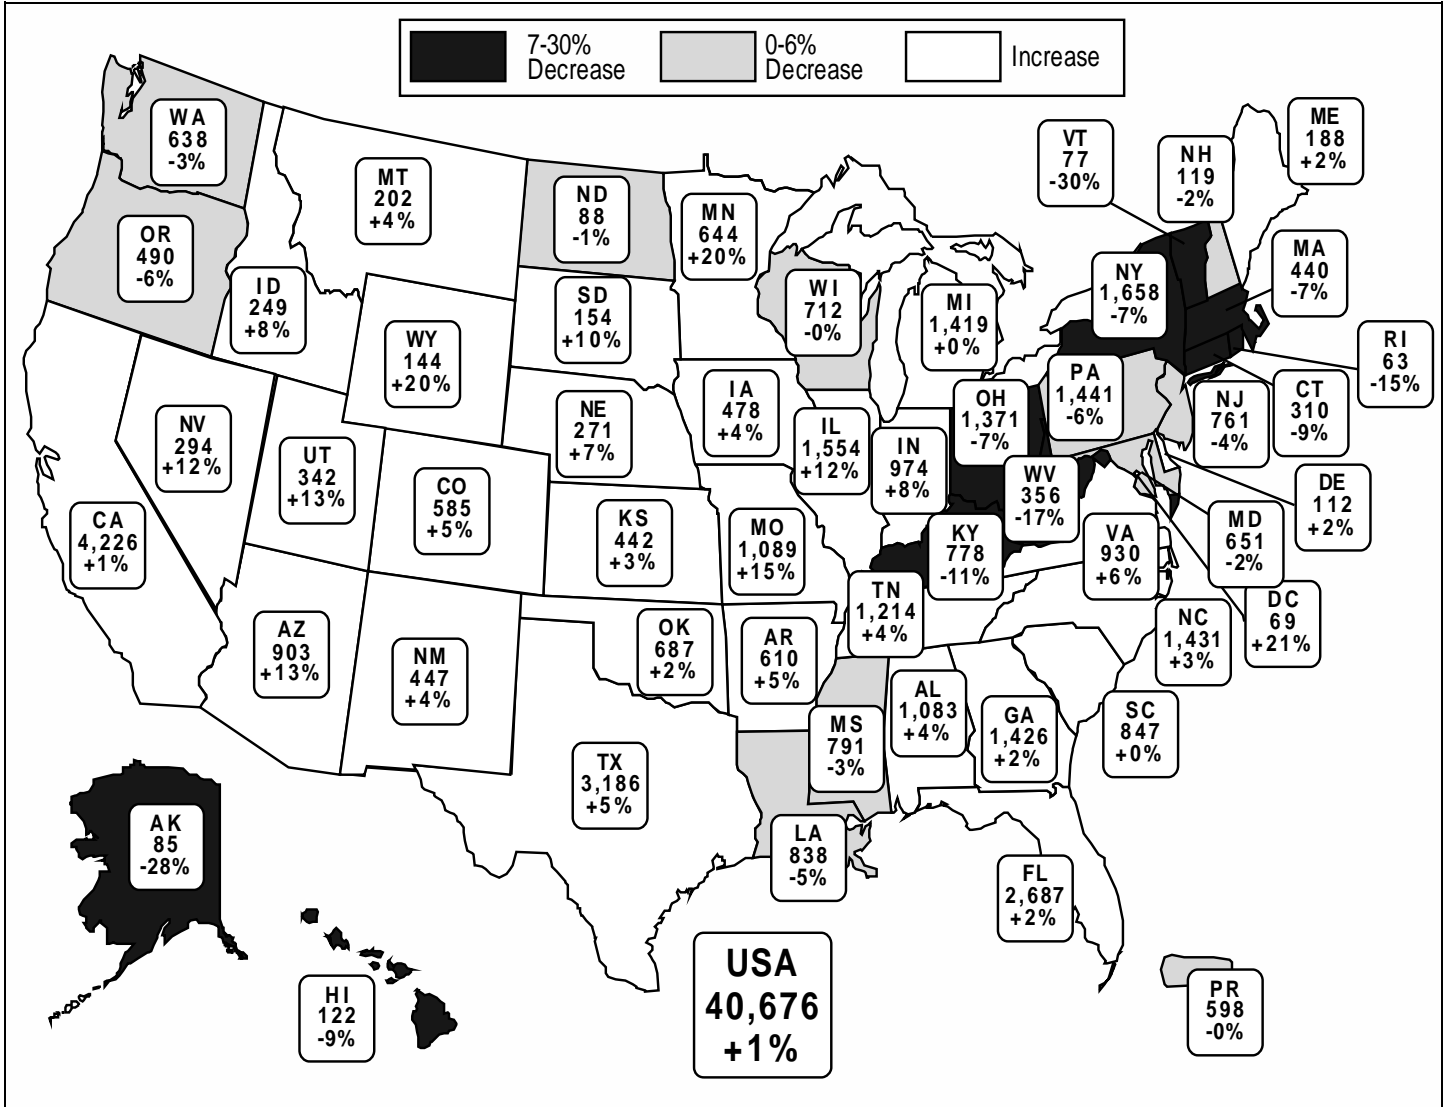 7-30%
Decrease
0-6%
Decrease
Increase
WA
638
-3%
MT
202
+4%
ND
88
-1%
MN
644
+20%
VT
77
-30%
NH
119
-2%
ME
188
+2%
OR
490
-6%
ID
249
+8%
WY
144
+20%
SD
154
+10%
WI
712
-0%
MI
1,419
+0%
NY
1,658
-7%
MA
440
-7%
RI
63
-15%
NV
294
+12%
UT
342
+13%
CO
585
+5%
NE
271
+7%
IA
478
+4%
IL
1,554
+12%
IN
974
+8%
OH
1,371
-7%
PA
1,441
-6%
NJ
761
-4%
CT
310
-9%
CA
4,226
+1%
KS
442
+3%
MO
1,089
+15%
KY
778
-11%
WV
356
-17%
VA
930
+6%
MD
651
-2%
DE
112
+2%
AZ
903
+13%
NM
447
+4%
OK
687
+2%
AR
610
+5%
TN
1,214
+4%
NC
1,431
+3%
DC
69
+21%
TX
3,186
+5%
MS
791
-3%
AL
1,083
+4%
GA
1,426
+2%
SC
847
+0%
AK
85
-28%
LA
838
-5%
FL
2,687
+2%
HI
122
-9%
USA
40,676
+1%
PR
598
-0%